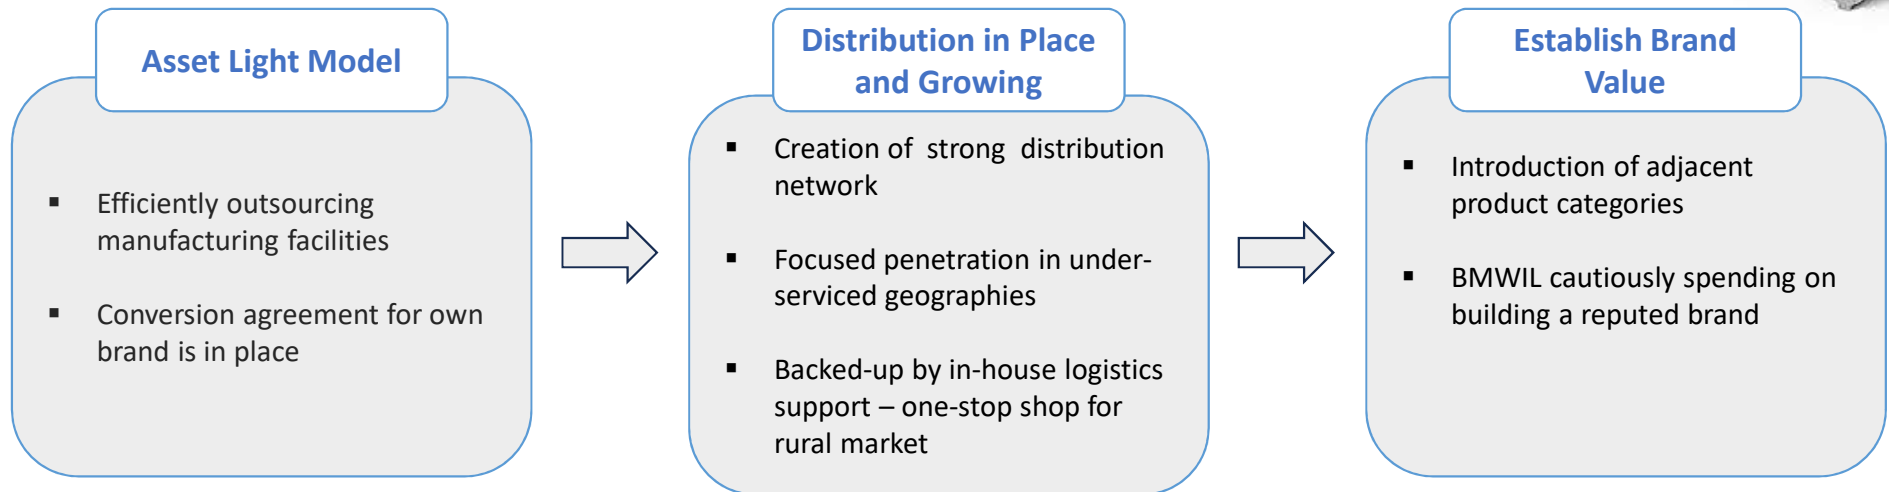 Asset Light Model
▪ Efficiently outsourcing
manufacturing facilities
▪ Conversion agreement for own
brand is in place
Distribution in Place
and Growing
▪ Creation of strong distribution
network
▪ Focused penetration in under-
serviced geographies
▪ Backed-up by in-house logistics
support – one-stop shop for
rural market
Establish Brand
Value
▪ Introduction of adjacent
product categories
▪ BMWIL cautiously spending on
building a reputed brand